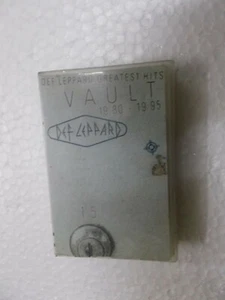 DEF LEPPARD GREATEST HITS
VAULT
1980 - 1995
DEF LEPPARD